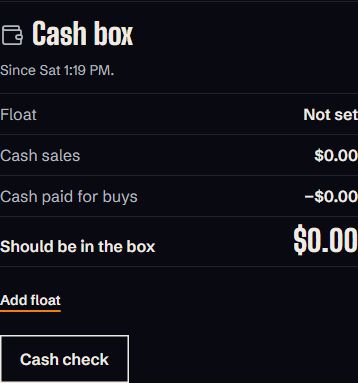 Cash box
Since Sat 1:19 PM.
Float Not set
Cash sales $0.00
Cash paid for buys −$0.00
Should be in the box $0.00
Add float
Cash check